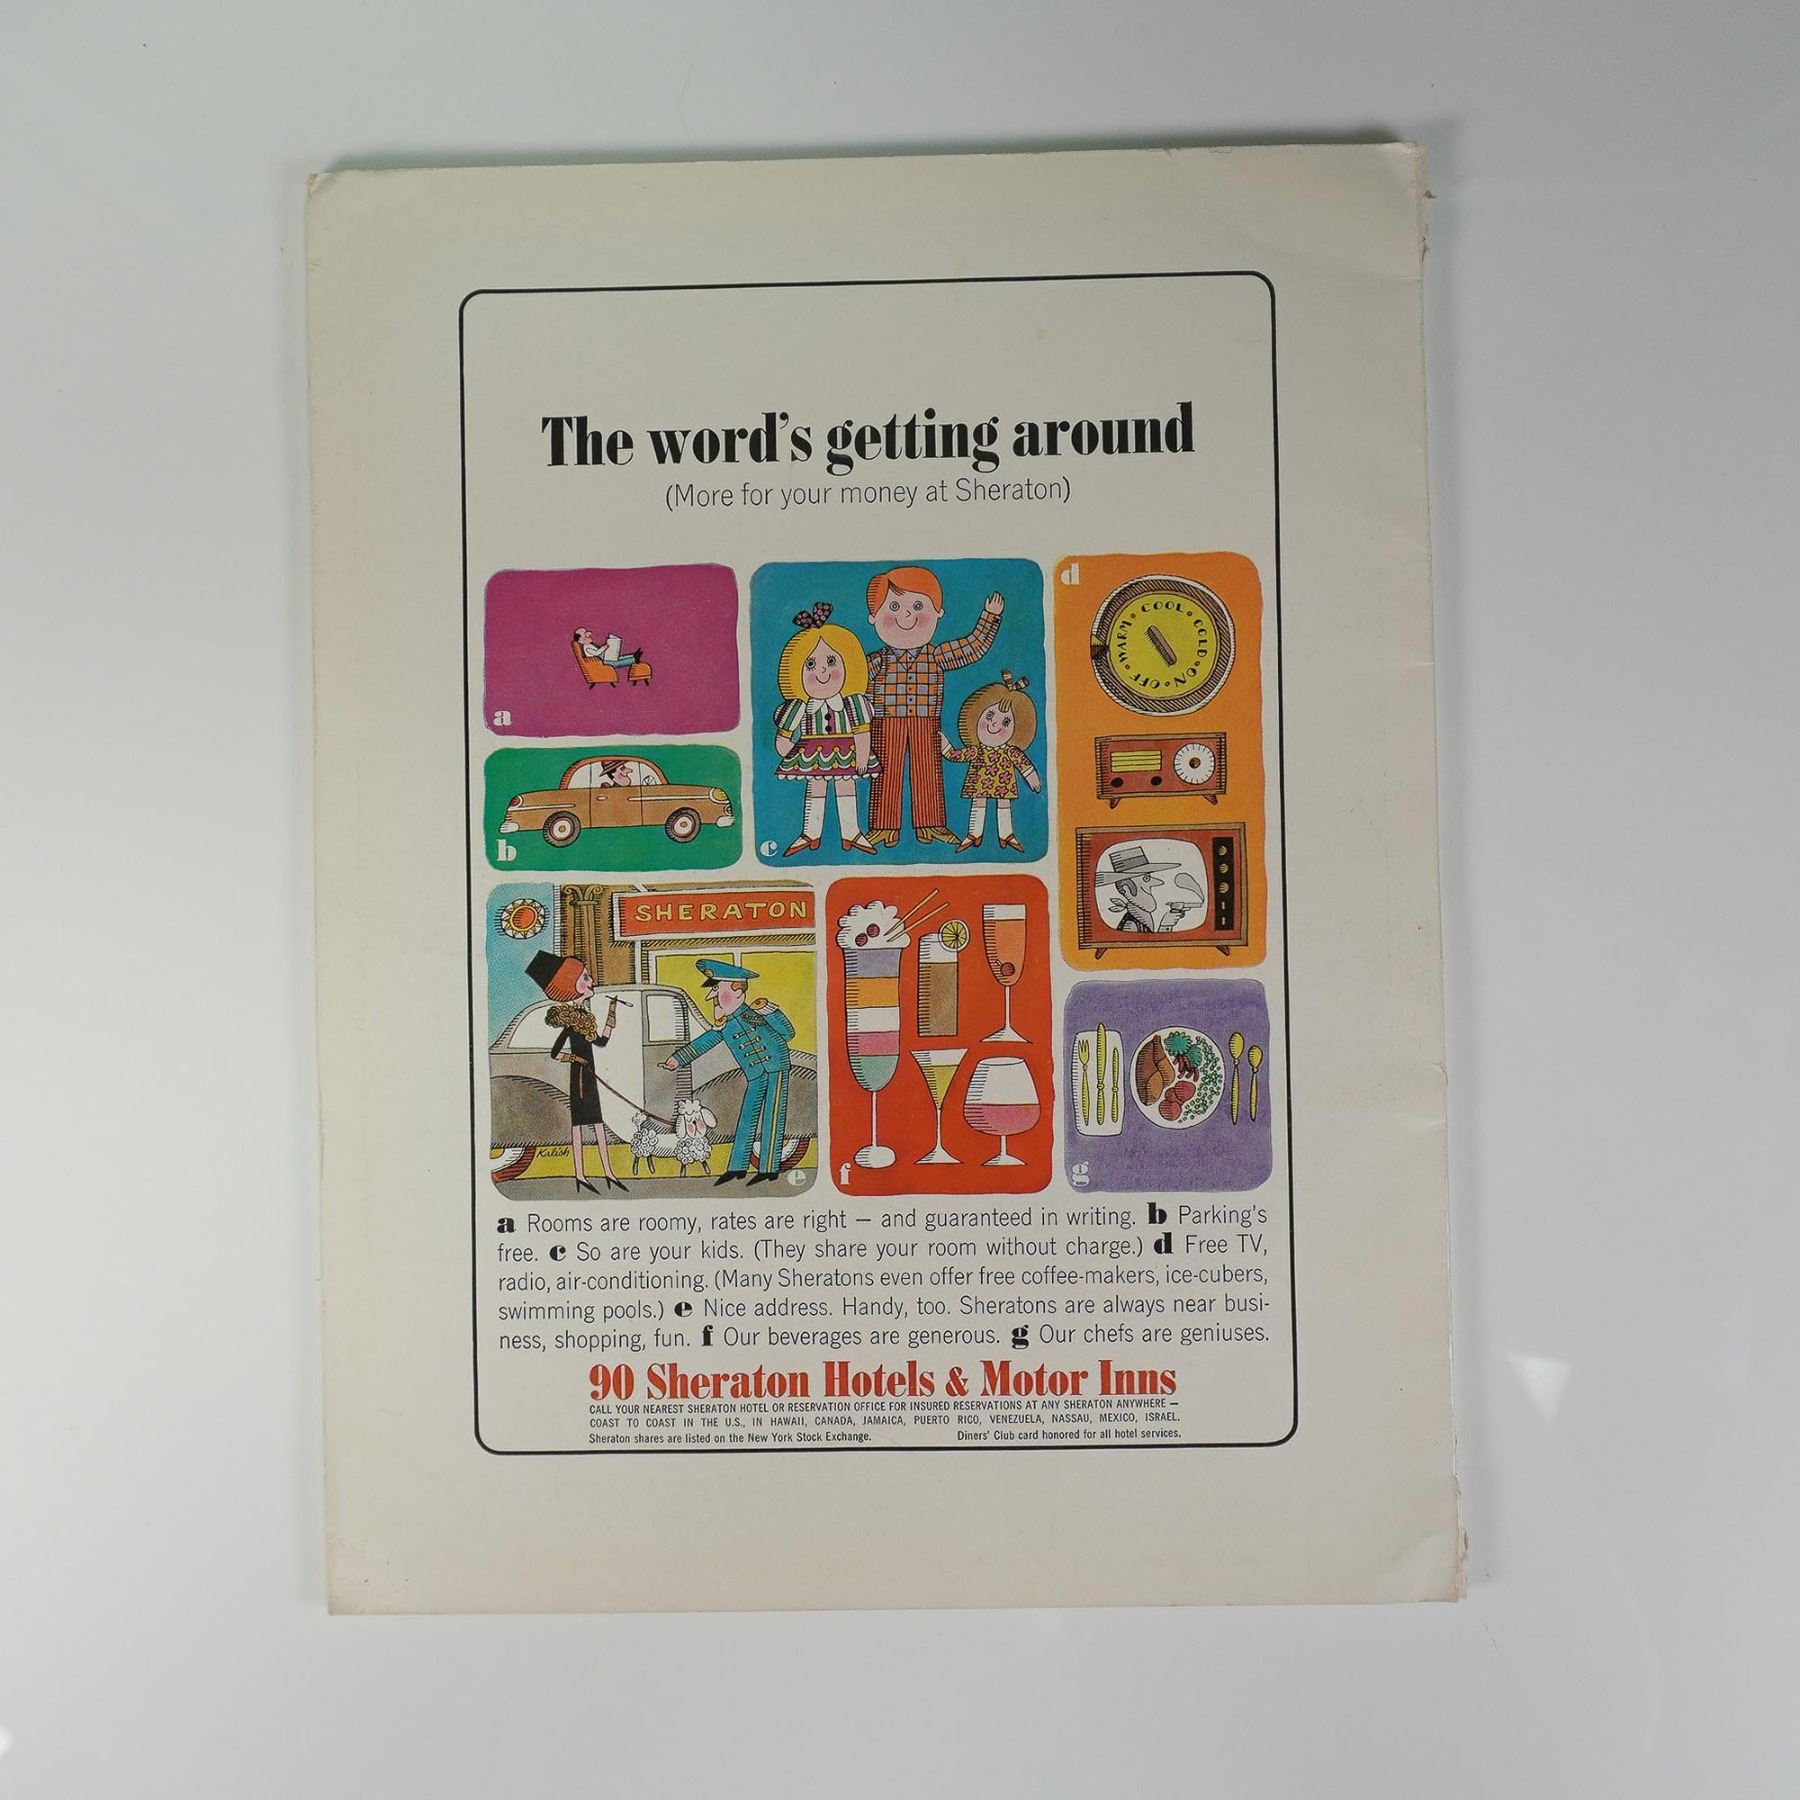 The word's getting around
(More for your money at Sheraton)
a
b
c
d
OFF • WARM • COOL • COLD • ON
SHERATON
Kalish
e
f
g
a Rooms are roomy, rates are right — and guaranteed in writing. b Parking's
free. c So are your kids. (They share your room without charge.) d Free TV,
radio, air-conditioning. (Many Sheratons even offer free coffee-makers, ice-cubers,
swimming pools.) e Nice address. Handy, too. Sheratons are always near busi-
ness, shopping, fun. f Our beverages are generous. g Our chefs are geniuses.
90 Sheraton Hotels & Motor Inns
CALL YOUR NEAREST SHERATON HOTEL OR RESERVATION OFFICE FOR INSURED RESERVATIONS AT ANY SHERATON ANYWHERE —
COAST TO COAST IN THE U.S., IN HAWAII, CANADA, JAMAICA, PUERTO RICO, VENEZUELA, NASSAU, MEXICO, ISRAEL.
Sheraton shares are listed on the New York Stock Exchange. Diners' Club card honored for all hotel services.